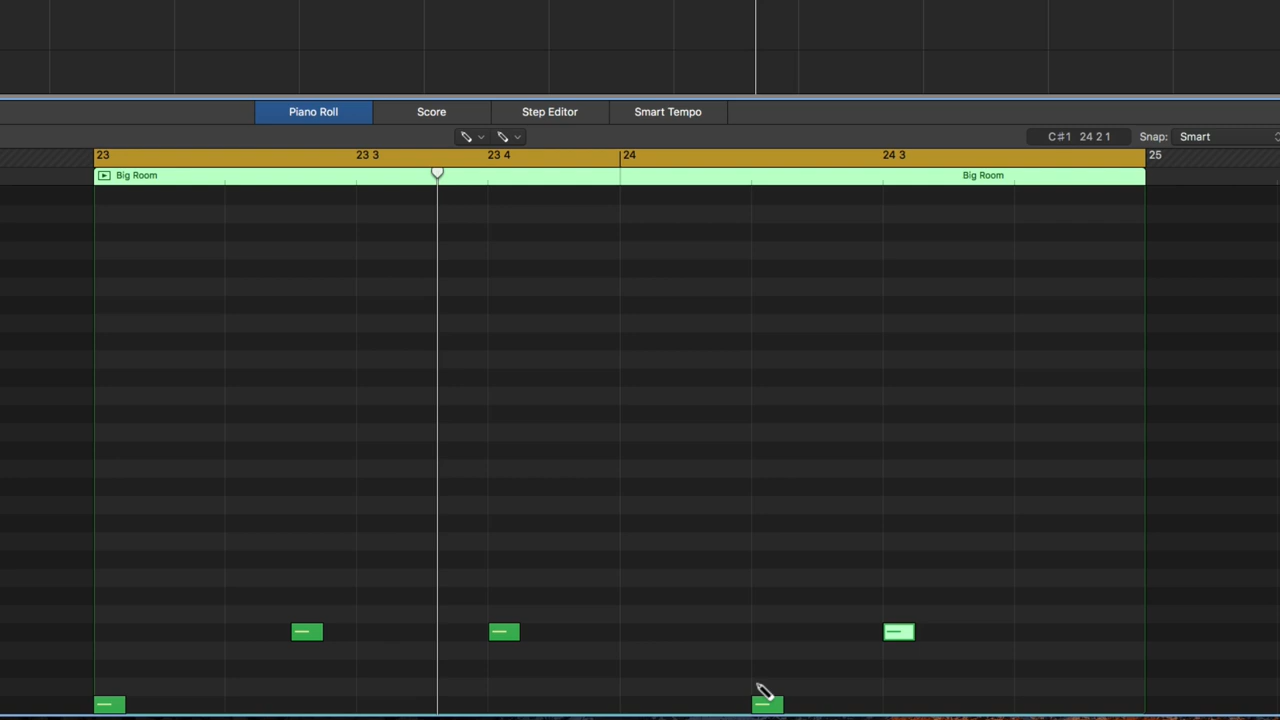 Piano Roll Score Step Editor Smart Tempo
C#1 24 2 1 Snap: Smart
23 23 3 23 4 24 24 3 25
Big Room Big Room